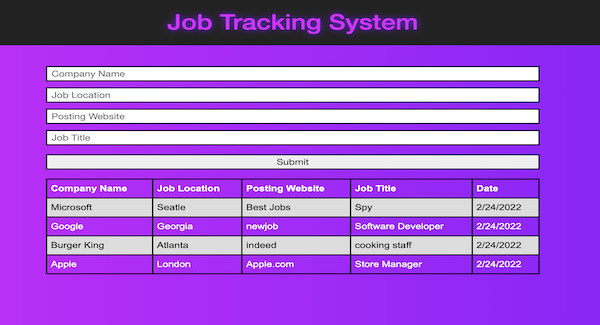 Job Tracking System
Company Name
Job Location
Posting Website
Job Title
Submit
Company Name Job Location Posting Website Job Title Date
Microsoft Seatle Best Jobs Spy 2/24/2022
Google Georgia newjob Software Developer 2/24/2022
Burger King Atlanta indeed cooking staff 2/24/2022
Apple London Apple.com Store Manager 2/24/2022